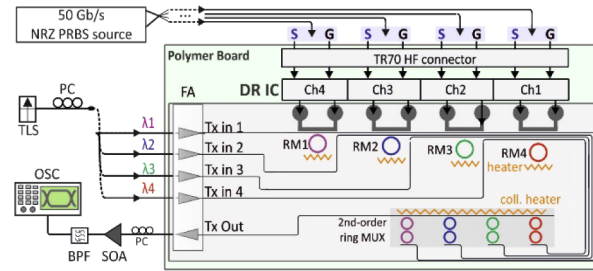 50 Gb/s
NRZ PRBS source
S G S G S G S G
Polymer Board
TR70 HF connector
DR IC
Ch4 Ch3 Ch2 Ch1
FA
PC
TLS
λ1
λ2
λ3
λ4
Tx in 1
Tx in 2
Tx in 3
Tx in 4
Tx Out
RM1 RM2 RM3 RM4
heater
coll. heater
2nd-order
ring MUX
OSC
BPF
SOA
PC